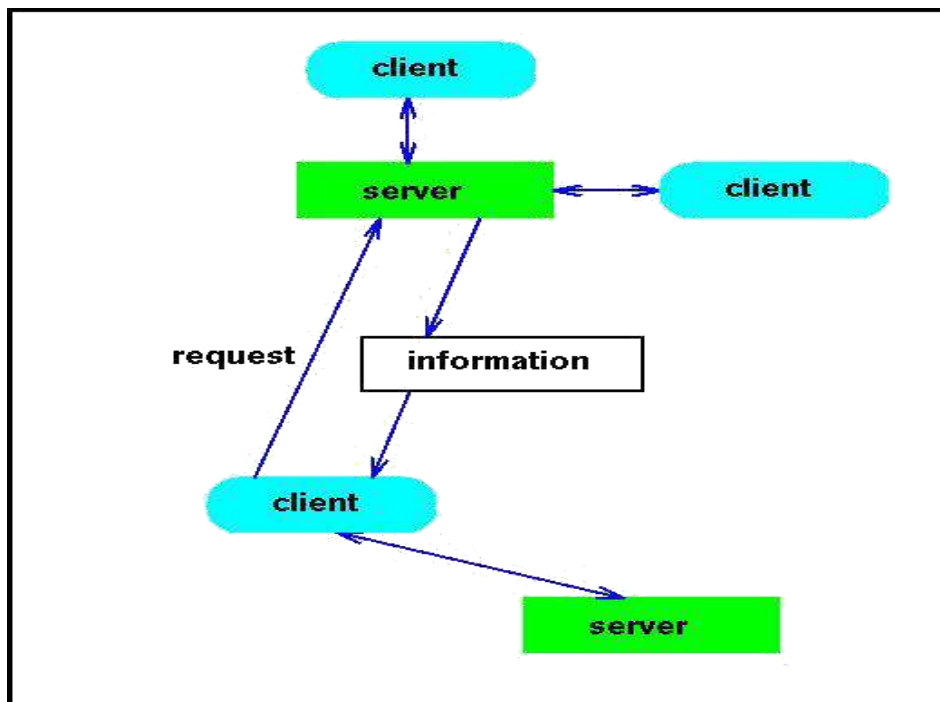 client
server
client
request
information
client
server